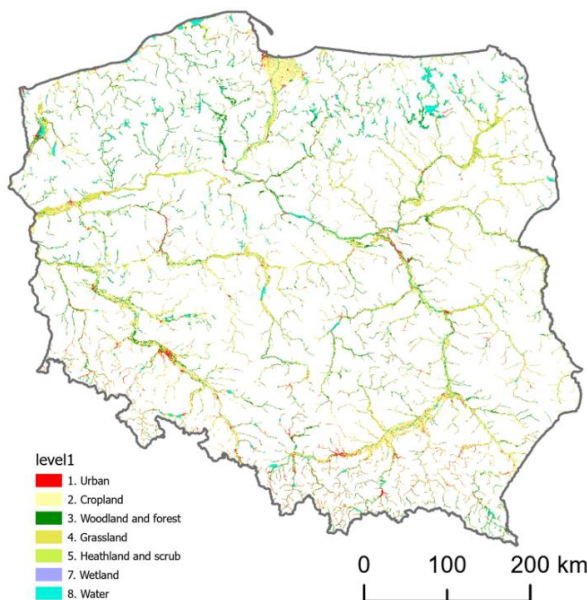 level1
1. Urban
2. Cropland
3. Woodland and forest
4. Grassland
5. Heathland and scrub
7. Wetland
8. Water
0 100 200 km